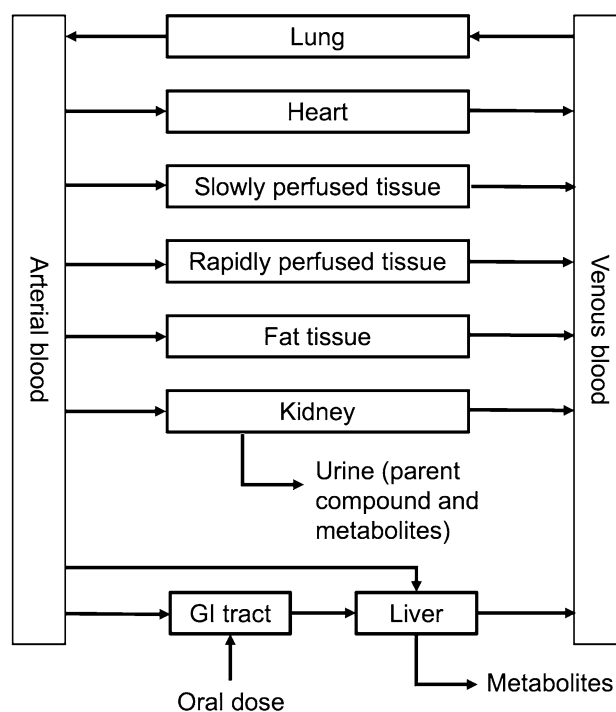 Lung
Heart
Slowly perfused tissue
Rapidly perfused tissue
Fat tissue
Kidney
Arterial blood
Venous blood
Urine (parent
compound and
metabolites)
GI tract
Liver
Metabolites
Oral dose